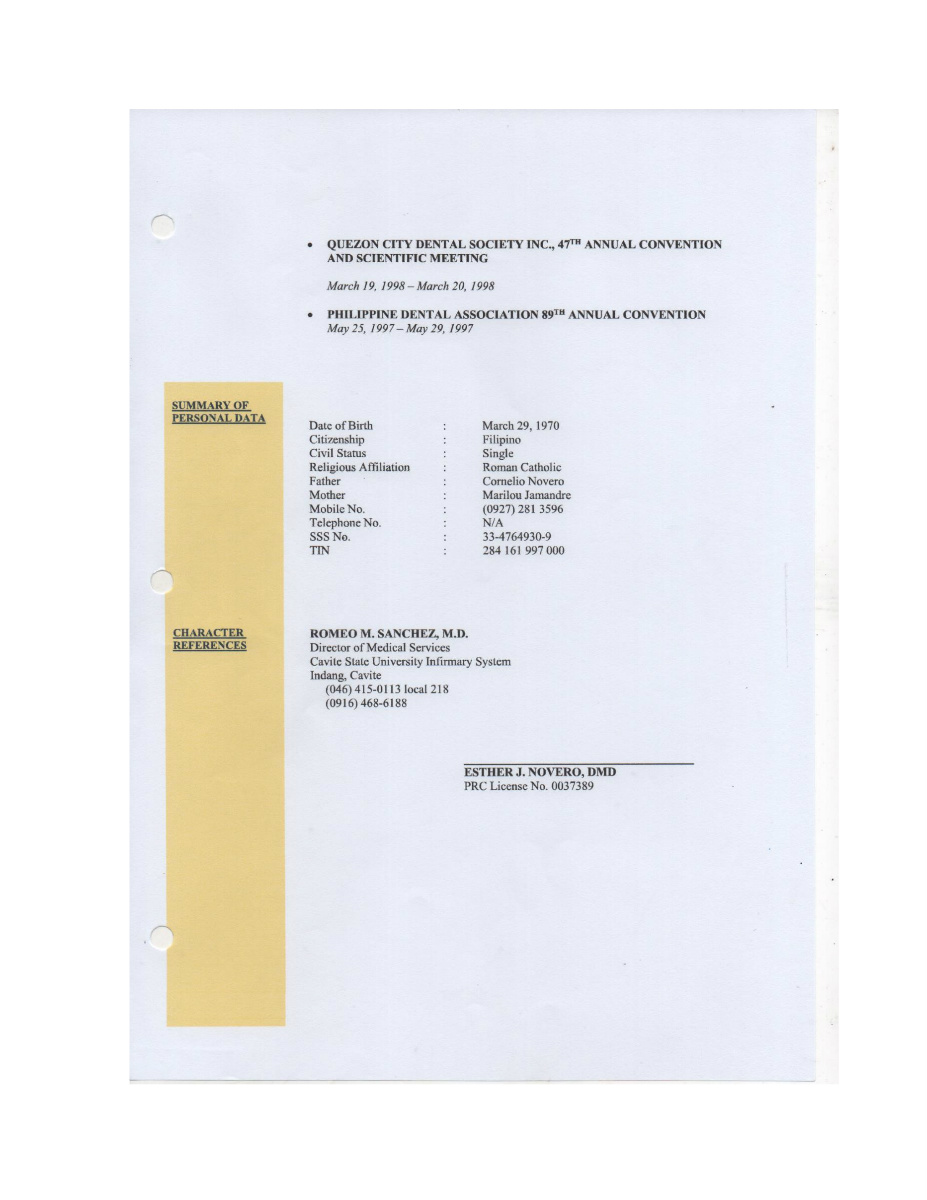 • QUEZON CITY DENTAL SOCIETY INC., 47TH ANNUAL CONVENTION
AND SCIENTIFIC MEETING
March 19, 1998 – March 20, 1998
• PHILIPPINE DENTAL ASSOCIATION 89TH ANNUAL CONVENTION
May 25, 1997 – May 29, 1997
SUMMARY OF
PERSONAL DATA
Date of Birth : March 29, 1970
Citizenship : Filipino
Civil Status : Single
Religious Affiliation : Roman Catholic
Father : Cornelio Novero
Mother : Marilou Jamandre
Mobile No. : (0927) 281 3596
Telephone No. : N/A
SSS No. : 33-4764930-9
TIN : 284 161 997 000
CHARACTER
REFERENCES
ROMEO M. SANCHEZ, M.D.
Director of Medical Services
Cavite State University Infirmary System
Indang, Cavite
(046) 415-0113 local 218
(0916) 468-6188
ESTHER J. NOVERO, DMD
PRC License No. 0037389